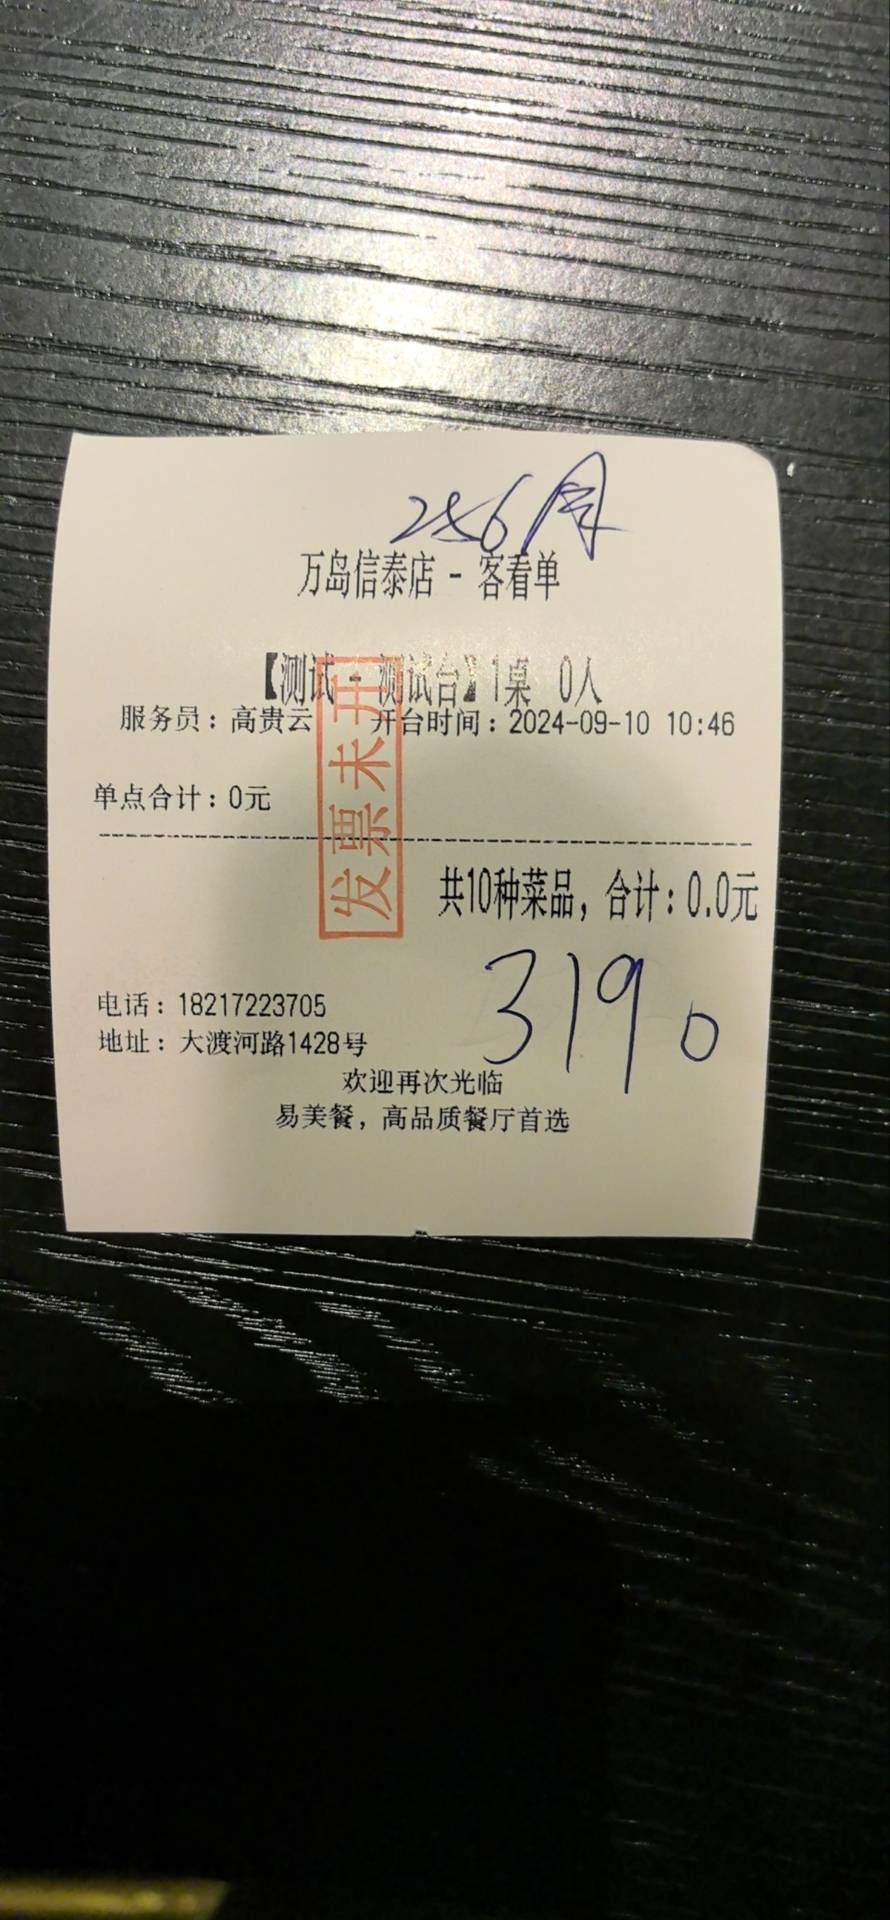 万岛信泰店 - 客看单
【测试 - 测试台】1桌 0人
服务员：高贵云 开台时间：2024-09-10 10:46
单点合计：0元
发票未开
共10种菜品，合计：0.0元
3190
电话：18217223705
地址：大渡河路1428号
欢迎再次光临
易美餐，高品质餐厅首选